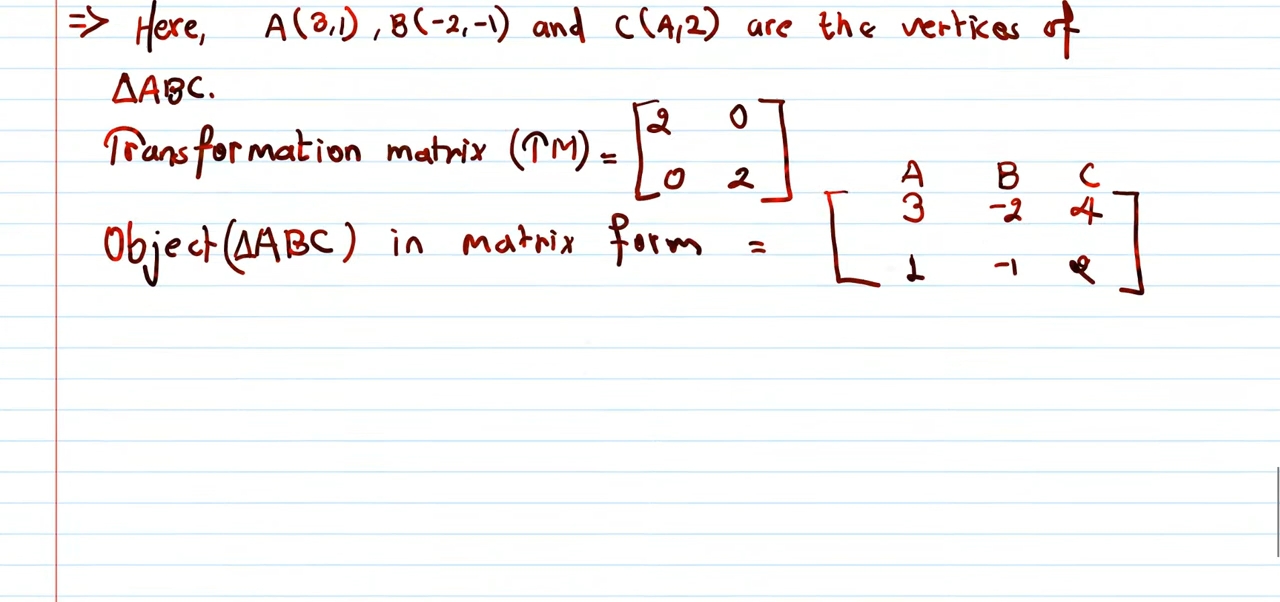 => Here, A(3,1), B(-2,-1) and C(4,2) are the vertices of
ΔABC.
Transformation matrix (TM) = [2 0
0 2]
A B C
Object(ΔABC) in matrix form = [3 -2 4
1 -1 2]